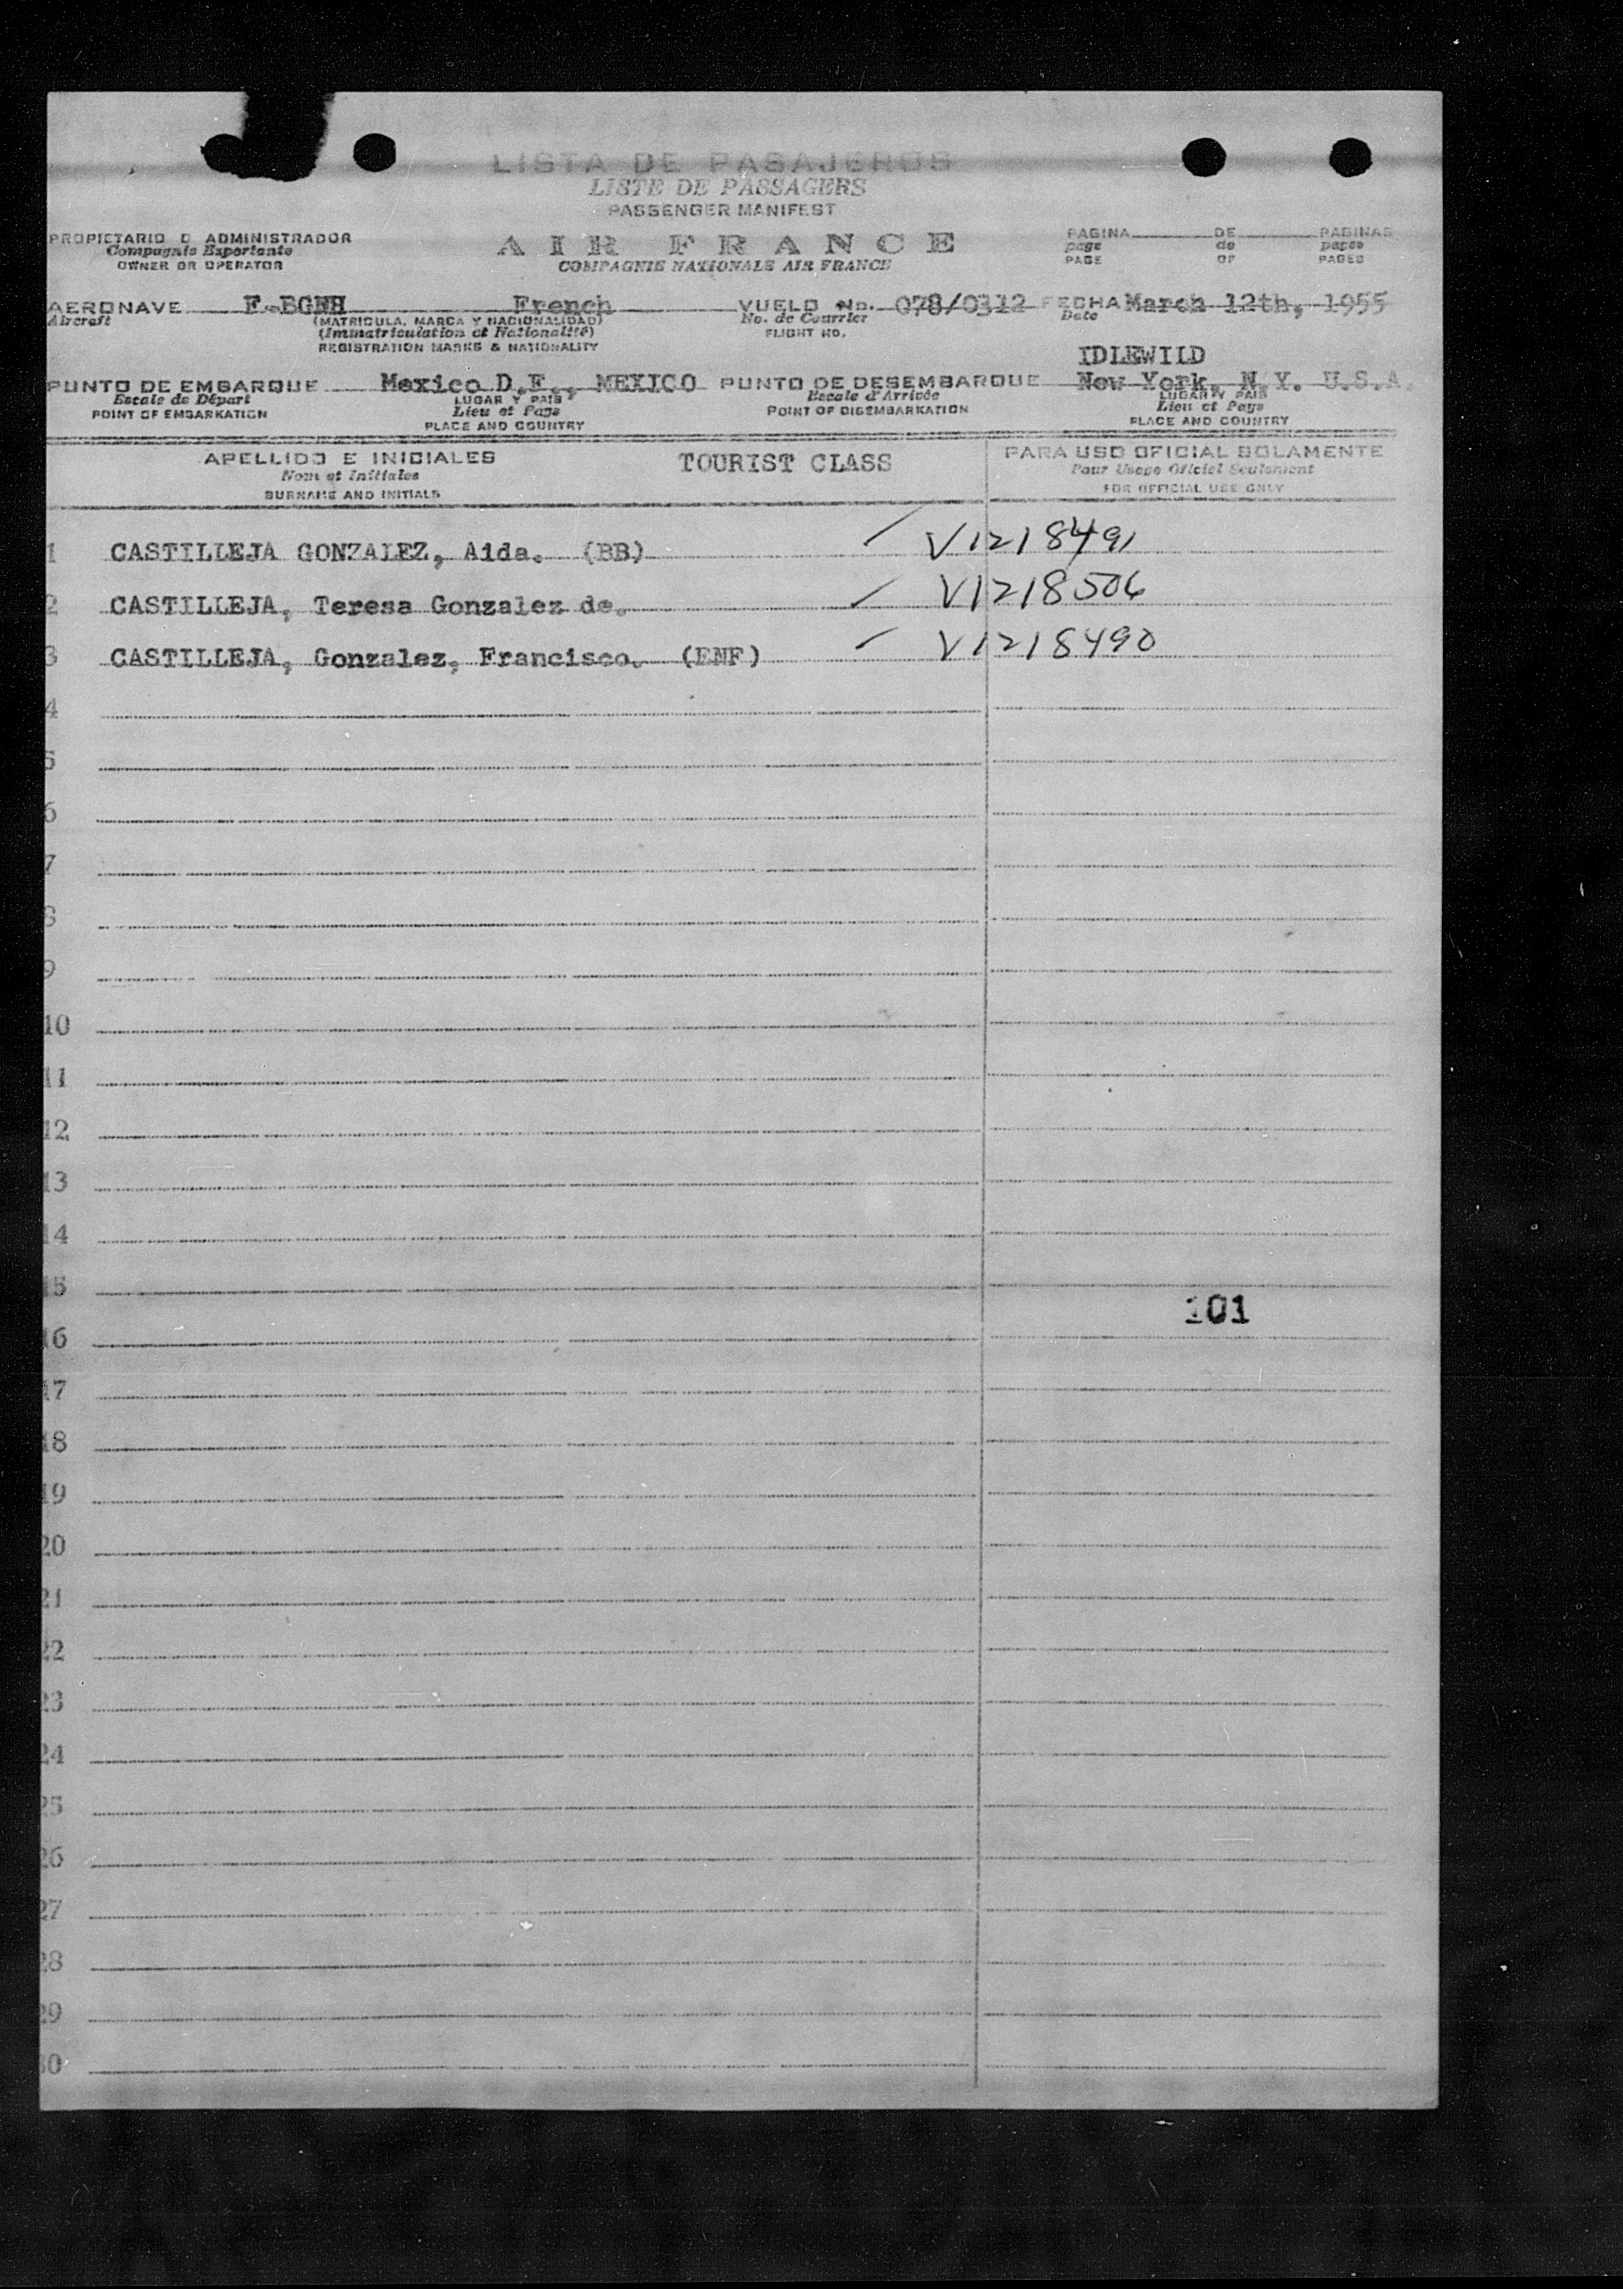 LISTA DE PASAJEROS
LISTE DE PASSAGERS
PASSENGER MANIFEST
PROPIETARIO O ADMINISTRADOR
Compagnie Exportante
OWNER OR OPERATOR
AIR FRANCE
COMPAGNIE NATIONALE AIR FRANCE
PAGINA DE PAGINAS
page de pages
PAGE OF PAGES
AERONAVE F-BGNH French VUELO No. 078/0312 FECHA March 12th, 1955
Aircraft (MATRICULA, MARCA Y NACIONALIDAD) No. de Courrier Date
(Immatriculation et Nationalité) FLIGHT NO.
REGISTRATION MARKS & NATIONALITY
IDLEWILD
PUNTO DE EMBARQUE Mexico D.F., MEXICO PUNTO DE DESEMBARQUE New York, N.Y. U.S.A.
Escale de Départ LUGAR Y PAIS Escale d'Arrivée LUGAR Y PAIS
POINT OF EMBARKATION Lieu et Pays POINT OF DISEMBARKATION Lieu et Pays
PLACE AND COUNTRY PLACE AND COUNTRY
APELLIDO E INICIALES TOURIST CLASS PARA USO OFICIAL SOLAMENTE
Nom et Initiales Pour Usage Oficiel Seulement
SURNAME AND INITIALS FOR OFFICIAL USE ONLY
1 CASTILLEJA GONZALEZ, Aida. (BB) V1218491
2 CASTILLEJA, Teresa Gonzalez de. V1218506
3 CASTILLEJA, Gonzalez, Francisco. (ENF) V1218490
4
5
6
7
8
9
10
11
12
13
14
15
101
16
17
18
19
20
21
22
23
24
25
26
27
28
29
30